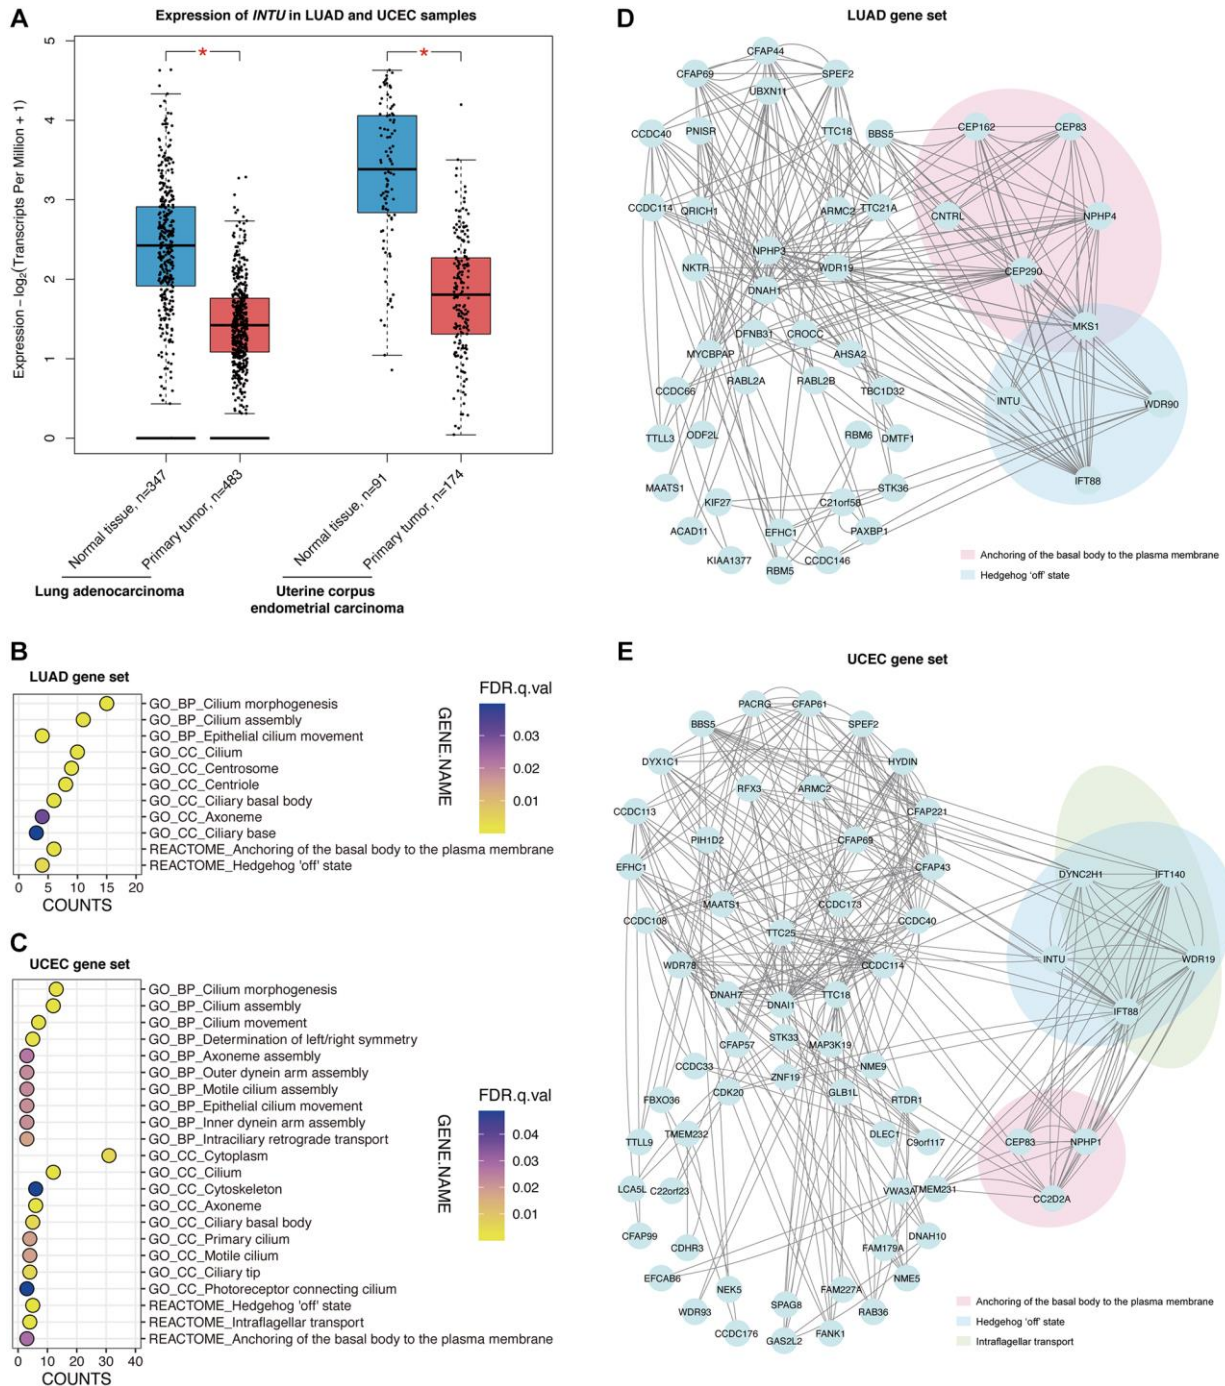 A
Expression of INTU in LUAD and UCEC samples
Expression – log2(Transcripts Per Million + 1)
5
4
3
2
1
0
*
*
Normal tissue, n=347
Primary tumor, n=483
Normal tissue, n=91
Primary tumor, n=174
Lung adenocarcinoma
Uterine corpus
endometrial carcinoma
B
LUAD gene set
GO_BP_Cilium morphogenesis
GO_BP_Cilium assembly
GO_BP_Epithelial cilium movement
GO_CC_Cilium
GO_CC_Centrosome
GO_CC_Centriole
GO_CC_Ciliary basal body
GO_CC_Axoneme
GO_CC_Ciliary base
REACTOME_Anchoring of the basal body to the plasma membrane
REACTOME_Hedgehog 'off' state
0 5 10 15 20
COUNTS
GENE.NAME
FDR.q.val
0.03
0.02
0.01
C
UCEC gene set
GO_BP_Cilium morphogenesis
GO_BP_Cilium assembly
GO_BP_Cilium movement
GO_BP_Determination of left/right symmetry
GO_BP_Axoneme assembly
GO_BP_Outer dynein arm assembly
GO_BP_Motile cilium assembly
GO_BP_Epithelial cilium movement
GO_BP_Inner dynein arm assembly
GO_BP_Intraciliary retrograde transport
GO_CC_Cytoplasm
GO_CC_Cilium
GO_CC_Cytoskeleton
GO_CC_Axoneme
GO_CC_Ciliary basal body
GO_CC_Primary cilium
GO_CC_Motile cilium
GO_CC_Ciliary tip
GO_CC_Photoreceptor connecting cilium
REACTOME_Hedgehog 'off' state
REACTOME_Intraflagellar transport
REACTOME_Anchoring of the basal body to the plasma membrane
0 10 20 30 40
COUNTS
GENE.NAME
FDR.q.val
0.04
0.03
0.02
0.01
D
LUAD gene set
CFAP44
CFAP69
SPEF2
UBXN11
CCDC40
PNISR
TTC18
BBS5
CEP162
CEP83
CCDC114
QRICH1
ARMC2
TTC21A
CNTRL
NPHP4
NPHP3
NKTR
WDR19
CEP290
DNAH1
MKS1
DFNB31
CROCC
MYCBPAP
AHSA2
CCDC66
RABL2A
RABL2B
TBC1D32
INTU
WDR90
TTLL3
ODF2L
RBM6
DMTF1
MAATS1
STK36
IFT88
KIF27
C21orf58
ACAD11
EFHC1
PAXBP1
KIAA1377
RBM5
CCDC146
Anchoring of the basal body to the plasma membrane
Hedgehog 'off' state
E
UCEC gene set
PACRG
CFAP61
BBS5
SPEF2
DYX1C1
HYDIN
RFX3
ARMC2
CCDC113
CFAP221
PIH1D2
CFAP69
EFHC1
CFAP43
DYNC2H1
IFT140
MAATS1
CCDC173
CCDC108
CCDC40
TTC25
WDR78
CCDC114
INTU
WDR19
DNAH7
DNAI1
TTC18
IFT88
CFAP57
STK33
MAP3K19
CCDC33
ZNF19
NME9
FBXO36
CDK20
GLB1L
RTDR1
TTLL9
TMEM232
DLEC1
C9orf117
CEP83
NPHP1
LCA5L
C22orf23
VWA3A
TMEM231
CC2D2A
CFAP99
CDHR3
FAM179A
DNAH10
EFCAB6
NEK5
FAM227A
NME5
WDR93
SPAG8
RAB36
CCDC176
GAS2L2
FANK1
Anchoring of the basal body to the plasma membrane
Hedgehog 'off' state
Intraflagellar transport